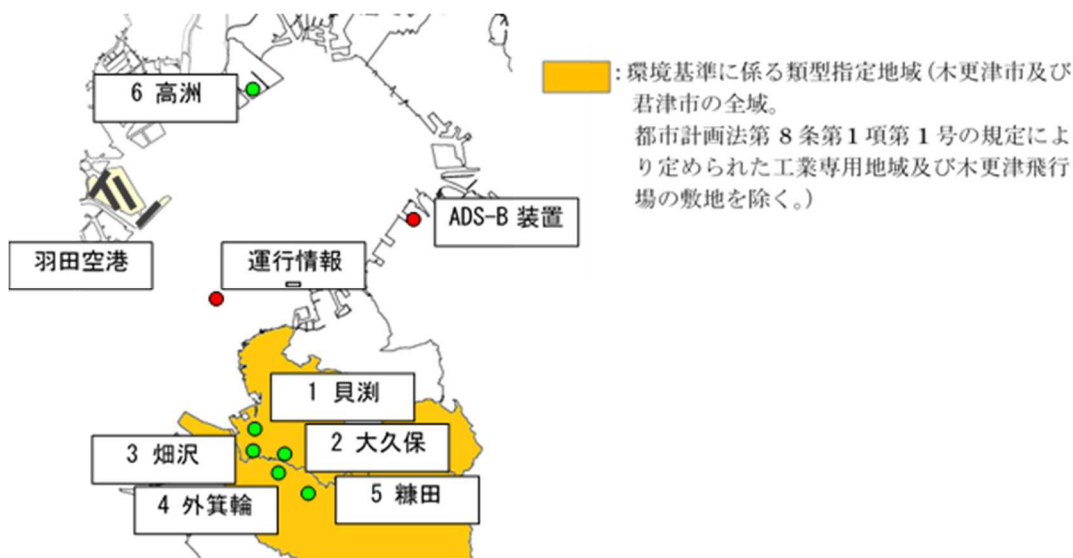 6 高洲
ADS-B 装置
羽田空港
運行情報
1 貝渕
2 大久保
3 畑沢
4 外箕輪
5 糠田
:環境基準に係る類型指定地域(木更津市及び
君津市の全域。
都市計画法第 8 条第 1 項第 1 号の規定によ
り定められた工業専用地域及び木更津飛行
場の敷地を除く。)